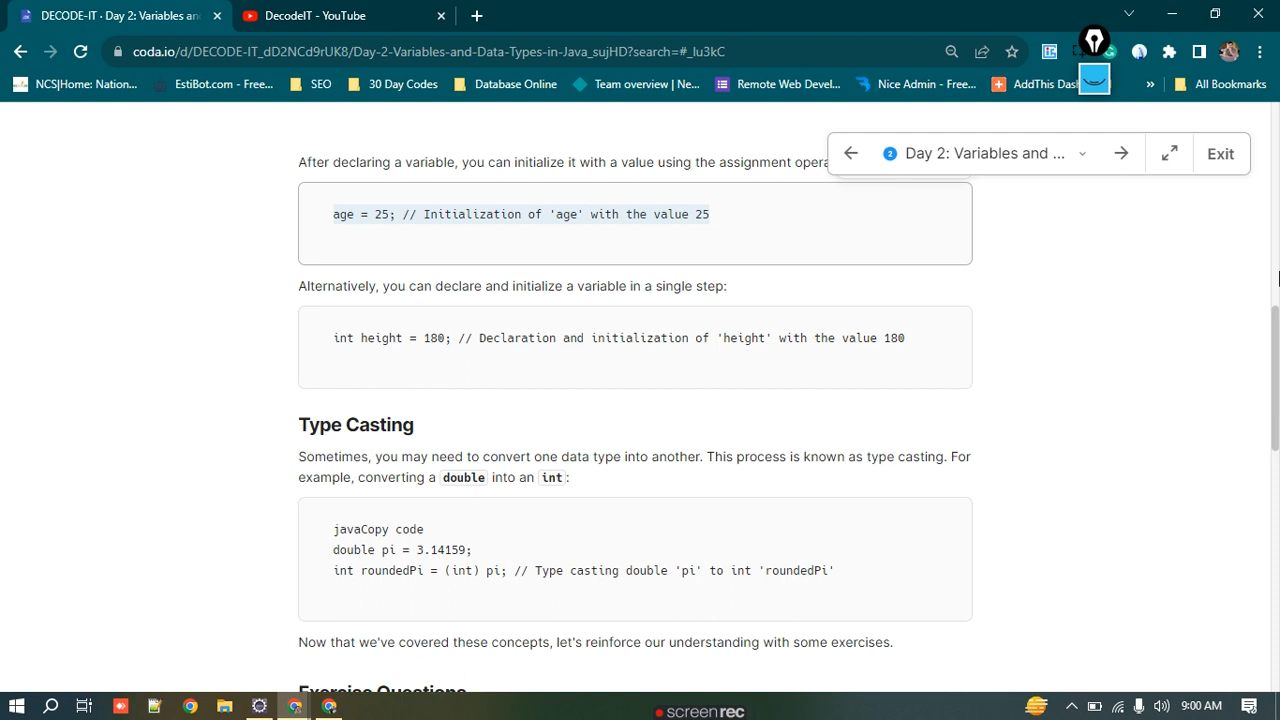 DECODE-IT · Day 2: Variables and
DecodeIT - YouTube
coda.io/d/DECODE-IT_dD2NCd9rUK8/Day-2-Variables-and-Data-Types-in-Java_sujHD?search=#_lu3kC
NCS|Home: Nation...
EstiBot.com - Free...
SEO
30 Day Codes
Database Online
Team overview | Ne...
Remote Web Devel...
Nice Admin - Free...
AddThis Dash
»
All Bookmarks
After declaring a variable, you can initialize it with a value using the assignment opera
2
Day 2: Variables and ...
Exit
age = 25; // Initialization of 'age' with the value 25
Alternatively, you can declare and initialize a variable in a single step:
int height = 180; // Declaration and initialization of 'height' with the value 180
Type Casting
Sometimes, you may need to convert one data type into another. This process is known as type casting. For
example, converting a double into an int:
javaCopy code
double pi = 3.14159;
int roundedPi = (int) pi; // Type casting double 'pi' to int 'roundedPi'
Now that we've covered these concepts, let's reinforce our understanding with some exercises.
Exercise Questions
screenrec
9:00 AM